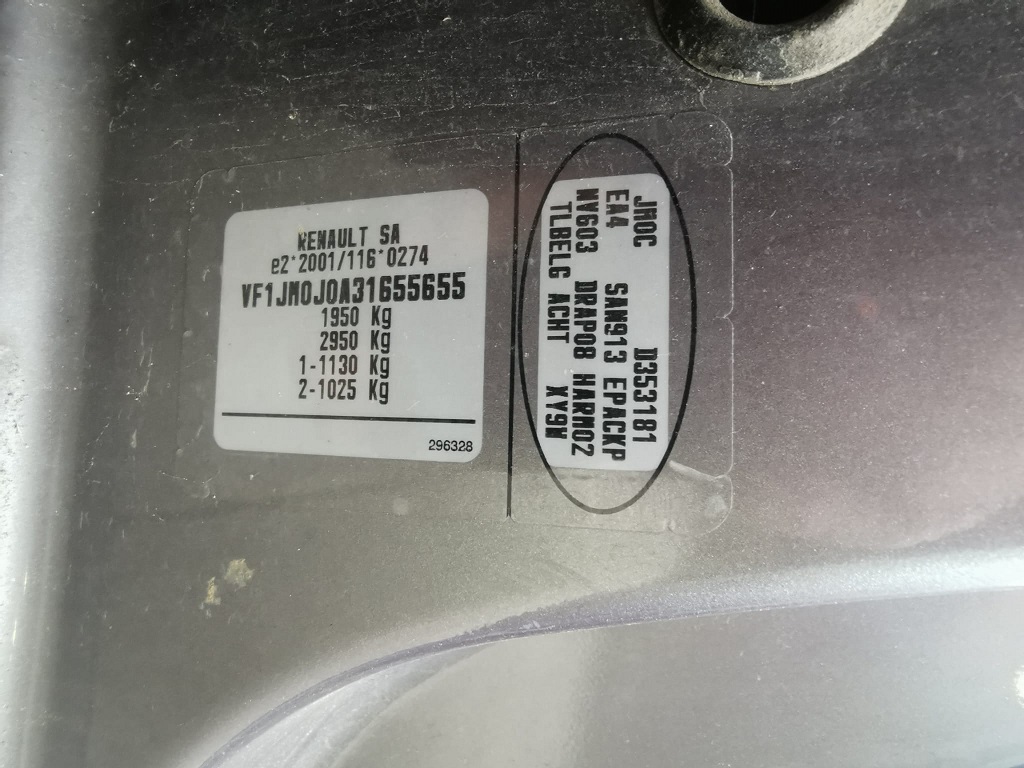 RENAULT SA
e2*2001/116*0274
VF1JM0J0A31655655
1950 Kg
2950 Kg
1-1130 Kg
2-1025 Kg
296328
JM0C D353181
EA4 SAN913 EPACKP
NV603 DRAP08 HARM02
TLBELG ACHT XY9W